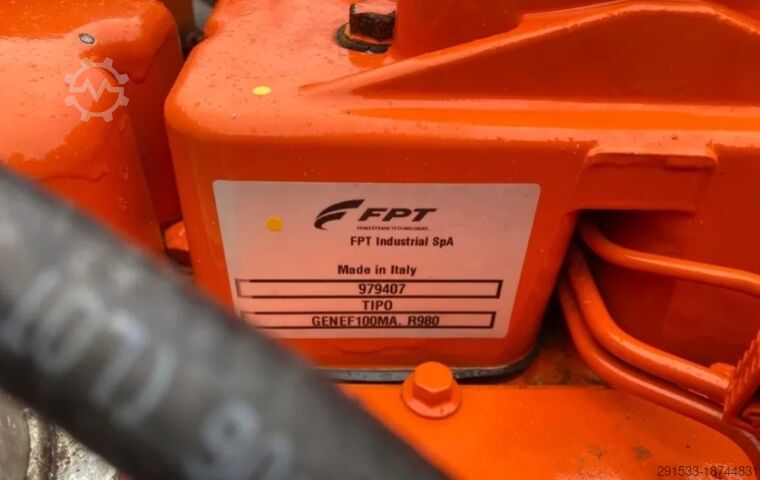 FPT
POWERTRAIN TECHNOLOGIES
FPT Industrial SpA
Made in Italy
979407
TIPO
GENEF100MA. R980
291533-18744831